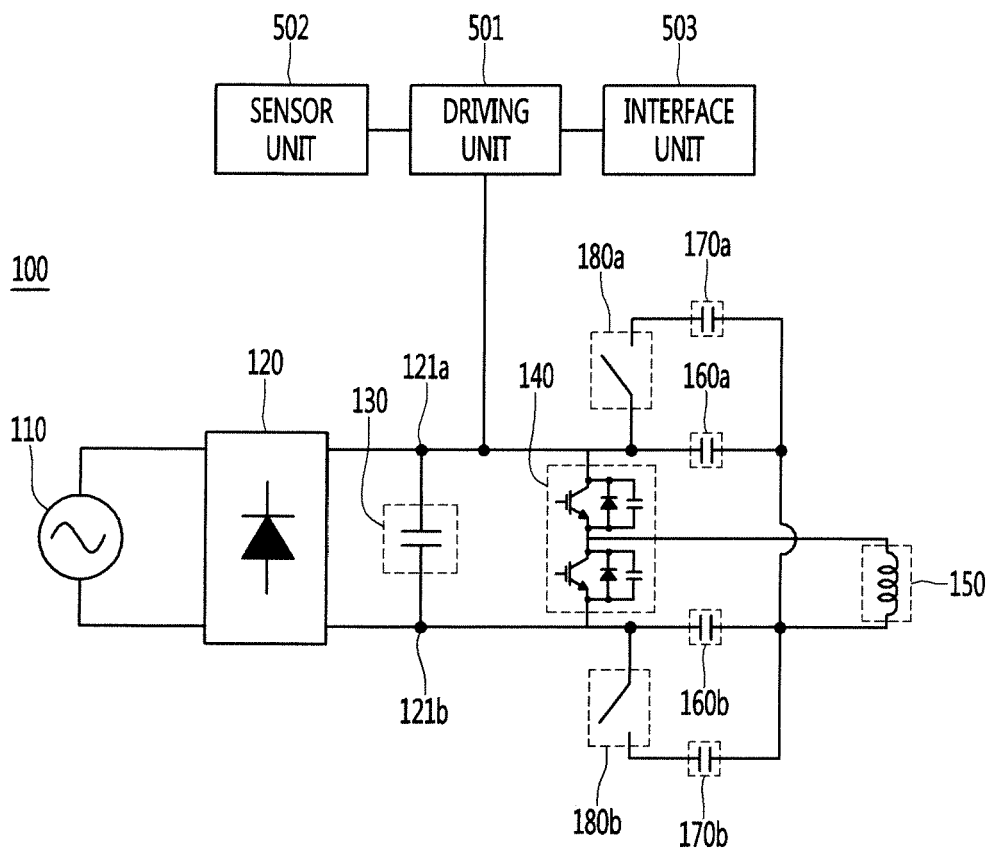 502
501
503
SENSOR
UNIT
DRIVING
UNIT
INTERFACE
UNIT
100
180a
170a
120
121a
130
140
160a
110
150
121b
160b
180b
170b